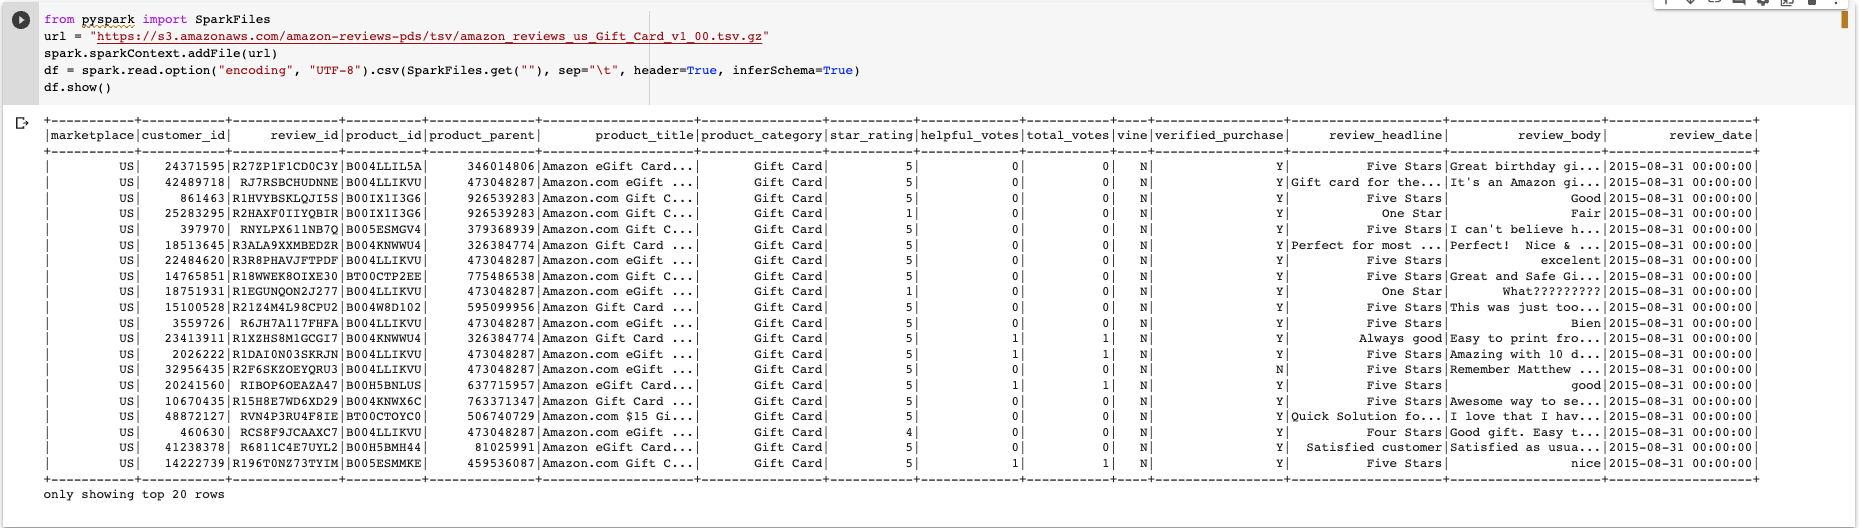 from pyspark import SparkFiles
url = "https://s3.amazonaws.com/amazon-reviews-pds/tsv/amazon_reviews_us_Gift_Card_v1_00.tsv.gz"
spark.sparkContext.addFile(url)
df = spark.read.option("encoding", "UTF-8").csv(SparkFiles.get(""), sep="\t", header=True, inferSchema=True)
df.show()
+-----------+-----------+--------------+----------+--------------+--------------------+----------------+-----------+-------------+-----------+----+-----------------+--------------------+--------------------+-------------------+
|marketplace|customer_id|     review_id|product_id|product_parent|       product_title|product_category|star_rating|helpful_votes|total_votes|vine|verified_purchase|     review_headline|         review_body|        review_date|
+-----------+-----------+--------------+----------+--------------+--------------------+----------------+-----------+-------------+-----------+----+-----------------+--------------------+--------------------+-------------------+
|         US|   24371595|R27ZP1F1CD0C3Y|B004LLIL5A|     346014806|Amazon eGift Card...|       Gift Card|          5|            0|          0|   N|                Y|          Five Stars|Great birthday gi...|2015-08-31 00:00:00|
|         US|   42489718| RJ7RSBCHUDNNE|B004LLIKVU|     473048287|Amazon.com eGift ...|       Gift Card|          5|            0|          0|   N|                Y|Gift card for the...|It's an Amazon gi...|2015-08-31 00:00:00|
|         US|     861463|R1HVYBSKLQJI5S|B00IX1I3G6|     926539283|Amazon.com Gift C...|       Gift Card|          5|            0|          0|   N|                Y|          Five Stars|                Good|2015-08-31 00:00:00|
|         US|   25283295|R2HAXF0IIYQBIR|B00IX1I3G6|     926539283|Amazon.com Gift C...|       Gift Card|          1|            0|          0|   N|                Y|            One Star|                Fair|2015-08-31 00:00:00|
|         US|     397970| RNYLPX611NB7Q|B005ESMGV4|     379368939|Amazon.com Gift C...|       Gift Card|          5|            0|          0|   N|                Y|          Five Stars|I can't believe h...|2015-08-31 00:00:00|
|         US|   18513645|R3ALA9XXMBEDZR|B004KNWWU4|     326384774|Amazon Gift Card ...|       Gift Card|          5|            0|          0|   N|                Y|Perfect for most ...|Perfect!  Nice & ...|2015-08-31 00:00:00|
|         US|   22484620|R3R8PHAVJFTPDF|B004LLIKVU|     473048287|Amazon.com eGift ...|       Gift Card|          5|            0|          0|   N|                Y|          Five Stars|            excelent|2015-08-31 00:00:00|
|         US|   14765851|R18WWEK8OIXE30|BT00CTP2EE|     775486538|Amazon.com Gift C...|       Gift Card|          5|            0|          0|   N|                Y|          Five Stars|Great and Safe Gi...|2015-08-31 00:00:00|
|         US|   18751931|R1EGUNQON2J277|B004LLIKVU|     473048287|Amazon.com eGift ...|       Gift Card|          1|            0|          0|   N|                Y|            One Star|       What?????????|2015-08-31 00:00:00|
|         US|   15100528|R21Z4M4L98CPU2|B004W8D102|     595099956|Amazon Gift Card ...|       Gift Card|          5|            0|          0|   N|                Y|          Five Stars|This was just too...|2015-08-31 00:00:00|
|         US|    3559726| R6JH7A117FHFA|B004LLIKVU|     473048287|Amazon.com eGift ...|       Gift Card|          5|            0|          0|   N|                Y|          Five Stars|                Bien|2015-08-31 00:00:00|
|         US|   23413911|R1XZHS8M1GCGI7|B004KNWWU4|     326384774|Amazon Gift Card ...|       Gift Card|          5|            1|          1|   N|                Y|         Always good|Easy to print fro...|2015-08-31 00:00:00|
|         US|    2026222|R1DAI0N03SKRJN|B004LLIKVU|     473048287|Amazon.com eGift ...|       Gift Card|          5|            1|          1|   N|                Y|          Five Stars|Amazing with 10 d...|2015-08-31 00:00:00|
|         US|   32956435|R2F6SKZOEYQRU3|B004LLIKVU|     473048287|Amazon.com eGift ...|       Gift Card|          5|            0|          0|   N|                N|          Five Stars|Remember Matthew ...|2015-08-31 00:00:00|
|         US|   20241560| RIBOP6OEAZA47|B00H5BNLUS|     637715957|Amazon eGift Card...|       Gift Card|          5|            1|          1|   N|                Y|          Five Stars|                good|2015-08-31 00:00:00|
|         US|   10670435|R15H8E7WD6XD29|B004KNWX6C|     763371347|Amazon Gift Card ...|       Gift Card|          5|            0|          0|   N|                Y|          Five Stars|Awesome way to se...|2015-08-31 00:00:00|
|         US|   48872127| RVN4P3RU4F8IE|BT00CTOYC0|     506740729|Amazon.com $15 Gi...|       Gift Card|          5|            0|          0|   N|                Y|Quick Solution fo...|I love that I hav...|2015-08-31 00:00:00|
|         US|     460630| RCS8F9JCAAXC7|B004LLIKVU|     473048287|Amazon.com eGift ...|       Gift Card|          4|            0|          0|   N|                Y|          Four Stars|Good gift. Easy t...|2015-08-31 00:00:00|
|         US|   41238378| R6811C4E7UYL2|B00H5BMH44|      81025991|Amazon eGift Card...|       Gift Card|          5|            0|          0|   N|                Y|  Satisfied customer|Satisfied as usua...|2015-08-31 00:00:00|
|         US|   14222739|R196T0NZ73TYIM|B005ESMMKE|     459536087|Amazon.com Gift C...|       Gift Card|          5|            1|          1|   N|                Y|          Five Stars|                nice|2015-08-31 00:00:00|
+-----------+-----------+--------------+----------+--------------+--------------------+----------------+-----------+-------------+-----------+----+-----------------+--------------------+--------------------+-------------------+
only showing top 20 rows